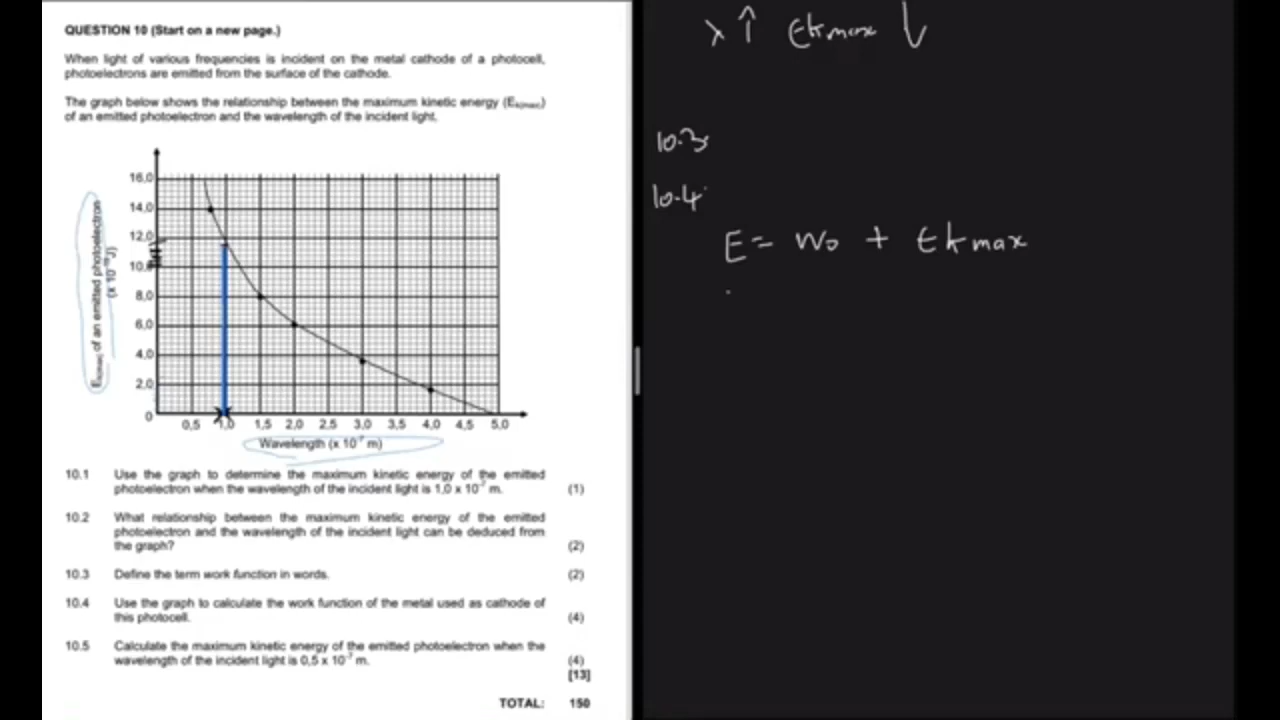 QUESTION 10 (Start on a new page.)
When light of various frequencies is incident on the metal cathode of a photocell,
photoelectrons are emitted from the surface of the cathode.
The graph below shows the relationship between the maximum kinetic energy (Ek(max))
of an emitted photoelectron and the wavelength of the incident light.
Ek(max) of an emitted photoelectron
16,0
14,0
12,0
8,0
6,0
4,0
2,0
0
0,5 1,0 1,5 2,0 2,5 3,0 3,5 4,0 4,5 5,0
Wavelength (x 10⁻⁷ m)
10.1 Use the graph to determine the maximum kinetic energy of the emitted
photoelectron when the wavelength of the incident light is 1,0 x 10⁻⁷ m. (1)
10.2 What relationship between the maximum kinetic energy of the emitted
photoelectron and the wavelength of the incident light can be deduced from
the graph? (2)
10.3 Define the term work function in words. (2)
10.4 Use the graph to calculate the work function of the metal used as cathode of
this photocell. (4)
10.5 Calculate the maximum kinetic energy of the emitted photoelectron when the
wavelength of the incident light is 0,5 x 10⁻⁷ m. (4)
[13]
TOTAL: 150
λ ↑ Ekmax ↓
10.3
10.4
E = W₀ + Ekmax